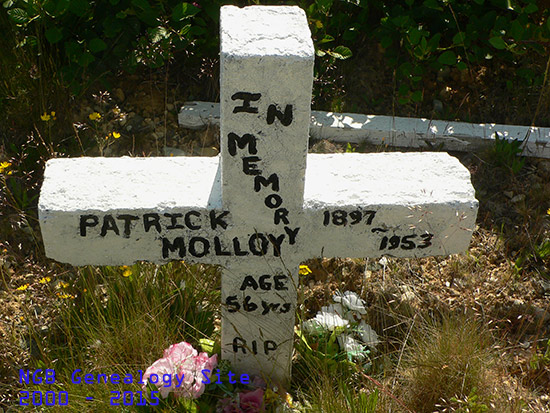 IN
MEMORY
PATRICK
MOLLOY
1897
~1953
AGE
56 yrs
RIP
NGB Genealogy Site
2000 - 2015